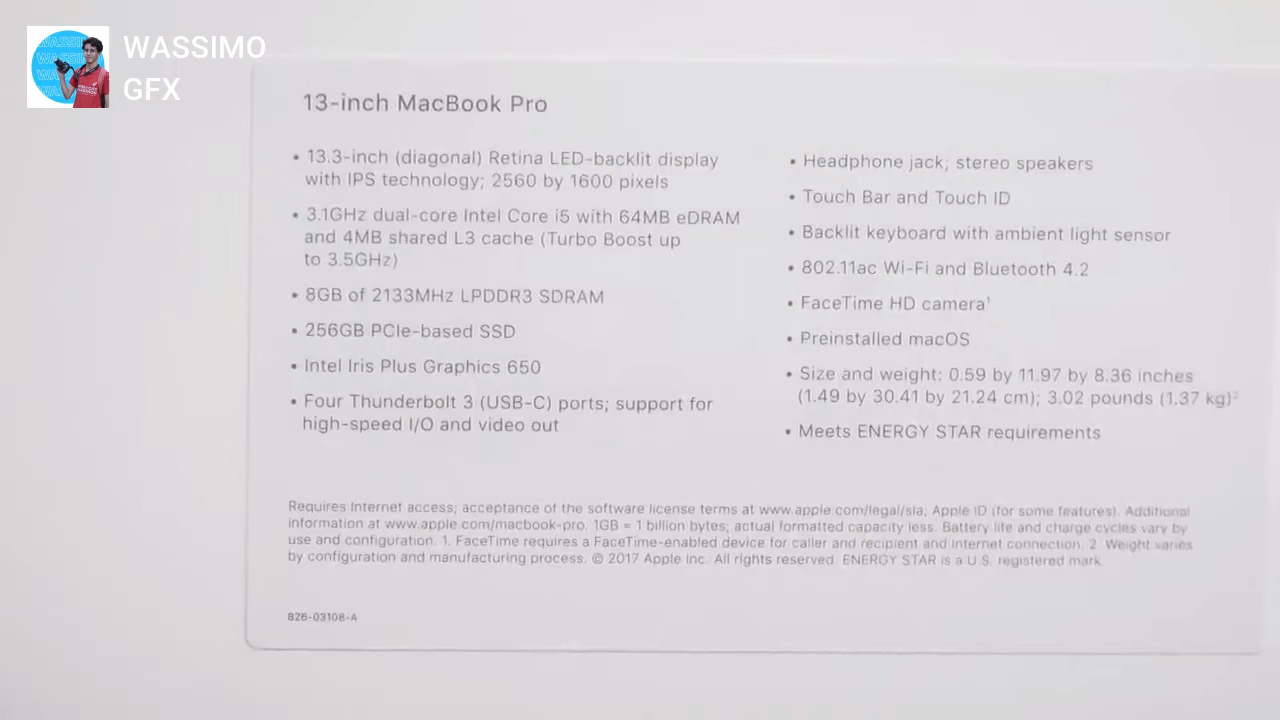 WASSIMO
GFX
13-inch MacBook Pro
• 13.3-inch (diagonal) Retina LED-backlit display
with IPS technology; 2560 by 1600 pixels
• 3.1GHz dual-core Intel Core i5 with 64MB eDRAM
and 4MB shared L3 cache (Turbo Boost up
to 3.5GHz)
• 8GB of 2133MHz LPDDR3 SDRAM
• 256GB PCIe-based SSD
• Intel Iris Plus Graphics 650
• Four Thunderbolt 3 (USB-C) ports; support for
high-speed I/O and video out
• Headphone jack; stereo speakers
• Touch Bar and Touch ID
• Backlit keyboard with ambient light sensor
• 802.11ac Wi-Fi and Bluetooth 4.2
• FaceTime HD camera¹
• Preinstalled macOS
• Size and weight: 0.59 by 11.97 by 8.36 inches
(1.49 by 30.41 by 21.24 cm); 3.02 pounds (1.37 kg)²
• Meets ENERGY STAR requirements
Requires Internet access; acceptance of the software license terms at www.apple.com/legal/sla; Apple ID (for some features). Additional
information at www.apple.com/macbook-pro. 1GB = 1 billion bytes; actual formatted capacity less. Battery life and charge cycles vary by
use and configuration. 1. FaceTime requires a FaceTime-enabled device for caller and recipient and Internet connection. 2. Weight varies
by configuration and manufacturing process. © 2017 Apple Inc. All rights reserved. ENERGY STAR is a U.S. registered mark.
826-03108-A